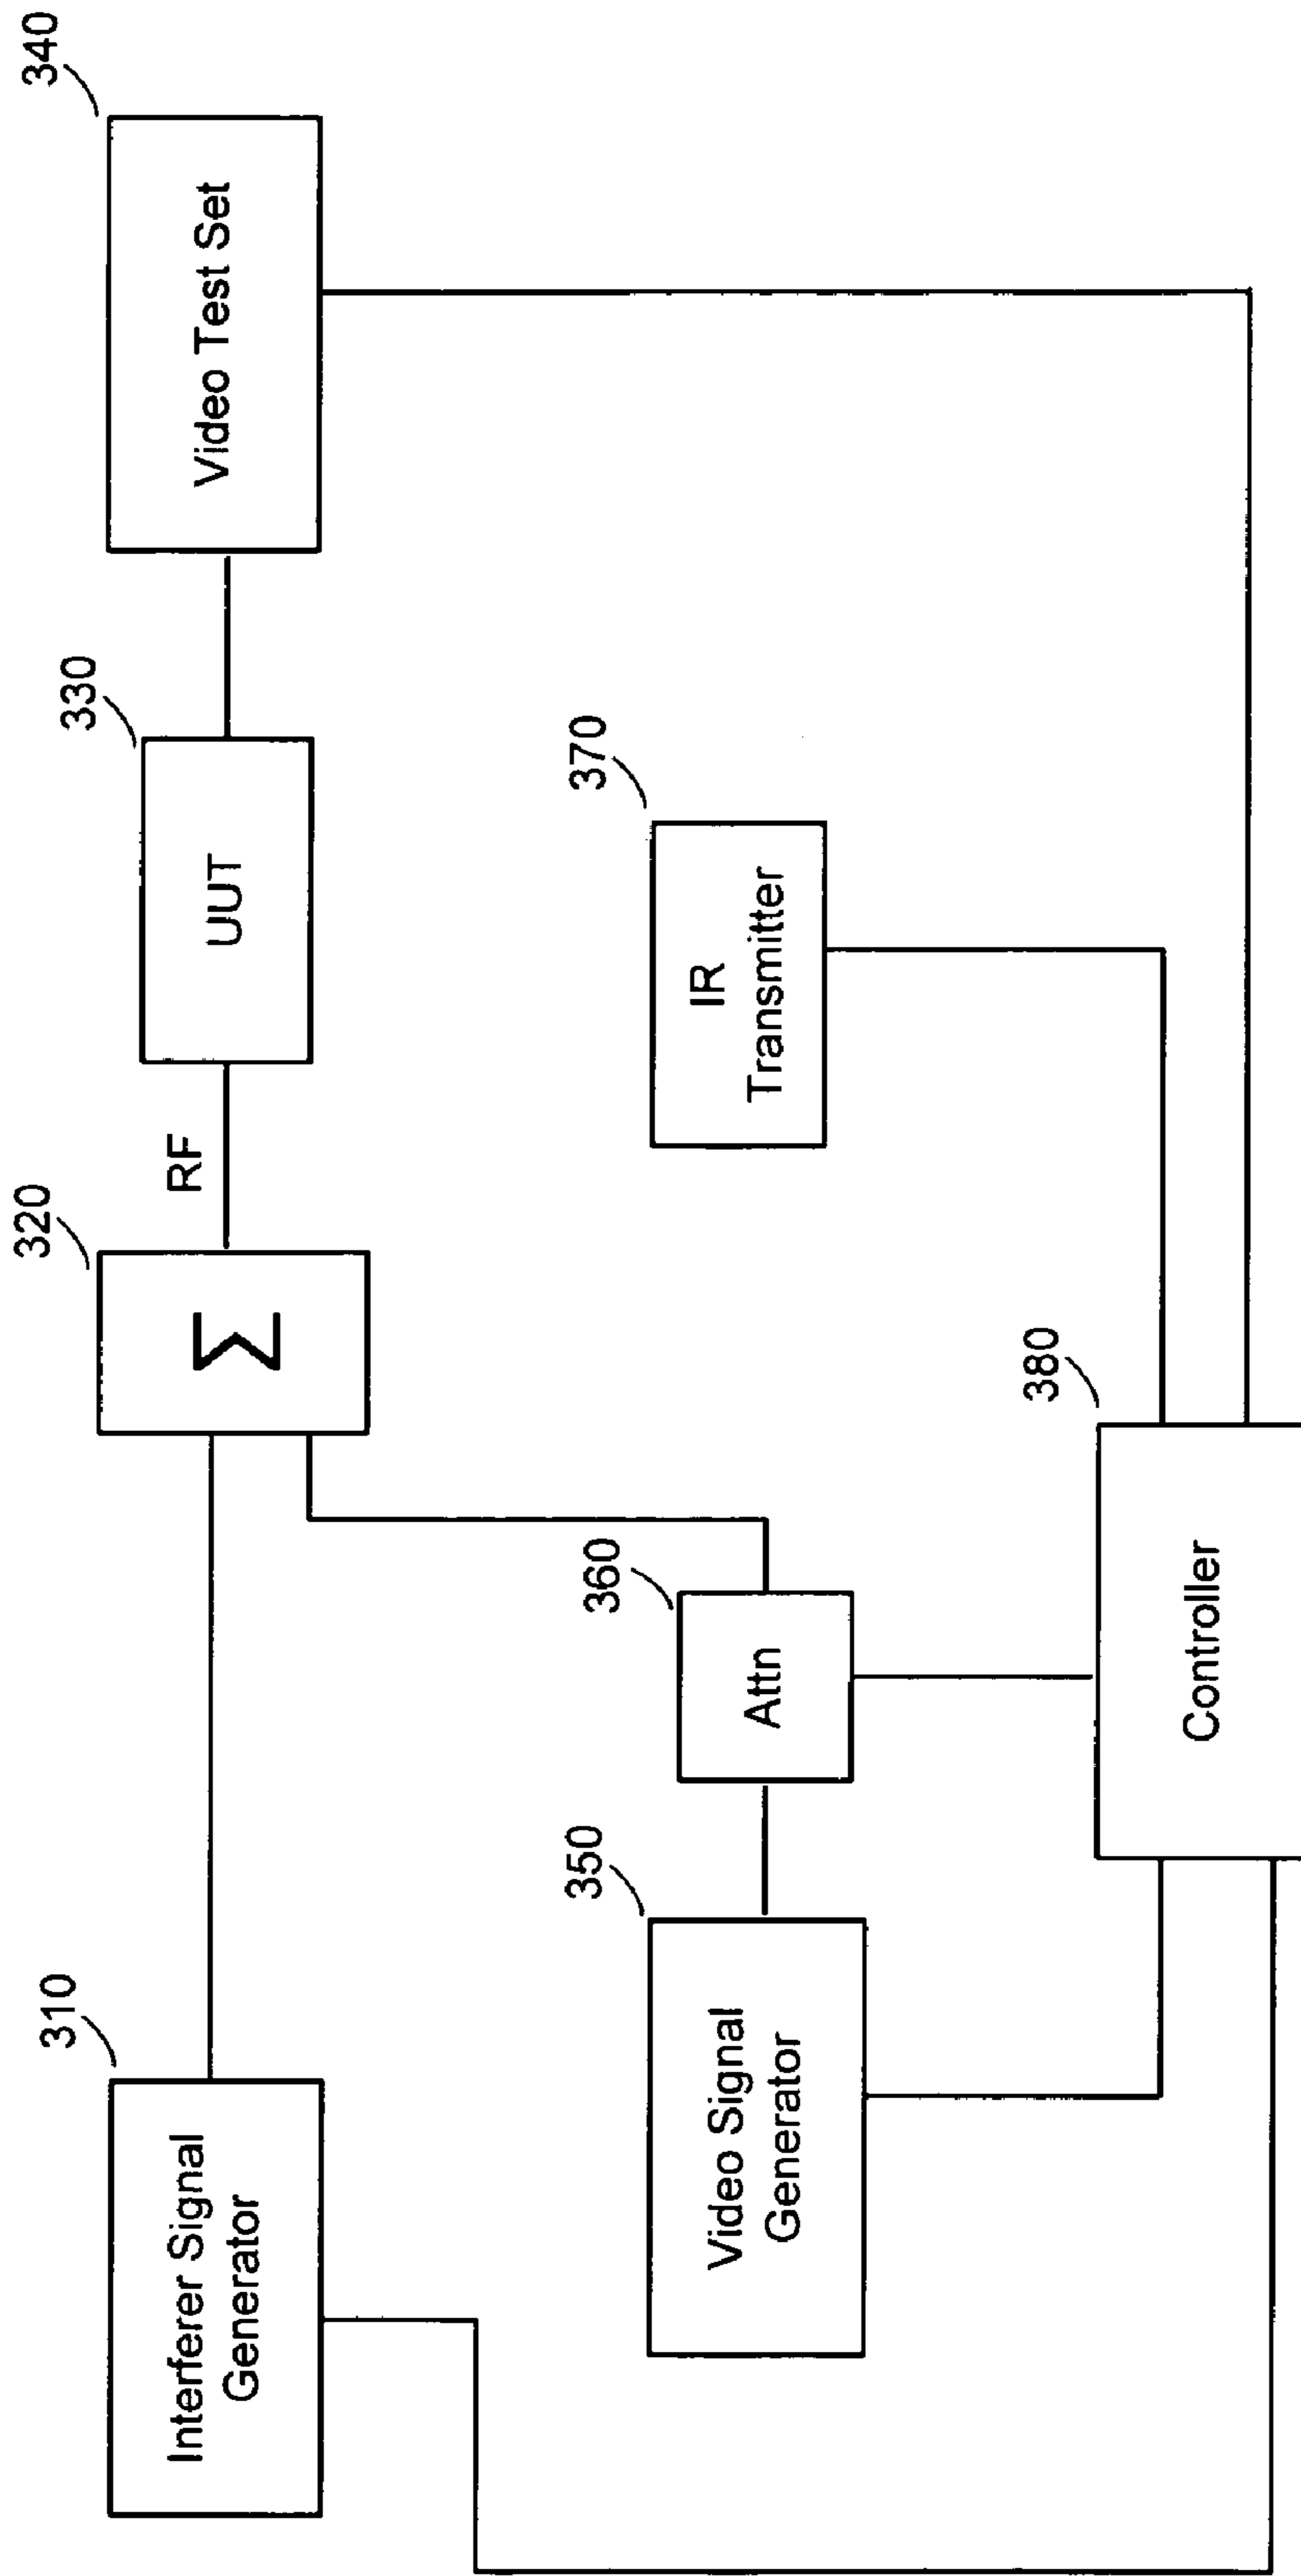 310
Interferer Signal
Generator
320
Σ
RF
330
UUT
340
Video Test Set
350
Video Signal
Generator
360
Attn
370
IR
Transmitter
380
Controller